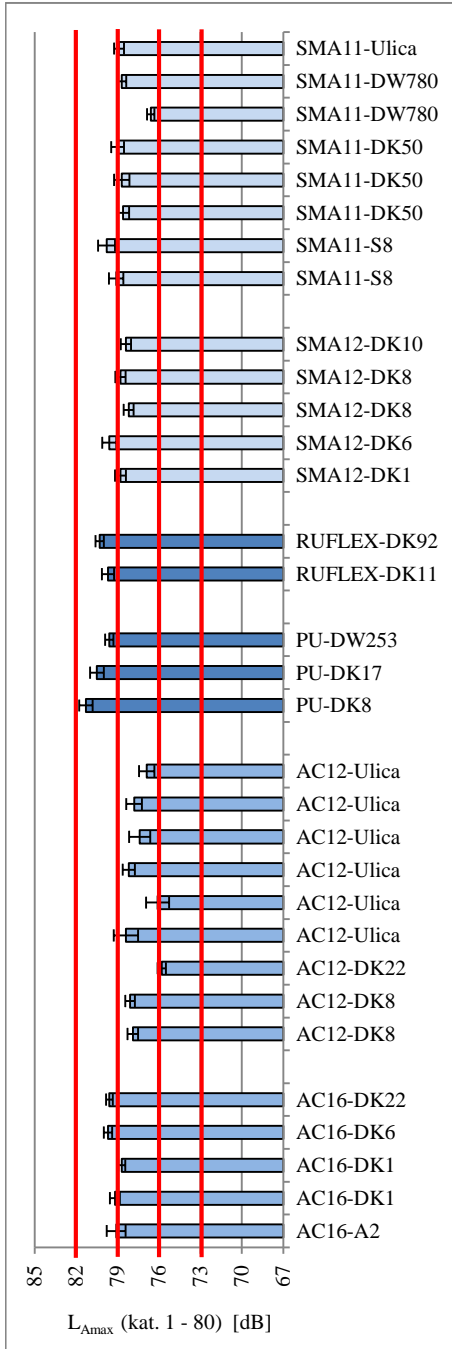 SMA11-Ulica
SMA11-DW780
SMA11-DW780
SMA11-DK50
SMA11-DK50
SMA11-DK50
SMA11-S8
SMA11-S8
SMA12-DK10
SMA12-DK8
SMA12-DK8
SMA12-DK6
SMA12-DK1
RUFLEX-DK92
RUFLEX-DK11
PU-DW253
PU-DK17
PU-DK8
AC12-Ulica
AC12-Ulica
AC12-Ulica
AC12-Ulica
AC12-Ulica
AC12-Ulica
AC12-DK22
AC12-DK8
AC12-DK8
AC16-DK22
AC16-DK6
AC16-DK1
AC16-DK1
AC16-A2
85 82 79 76 73 70 67
LAmax (kat. 1 - 80) [dB]